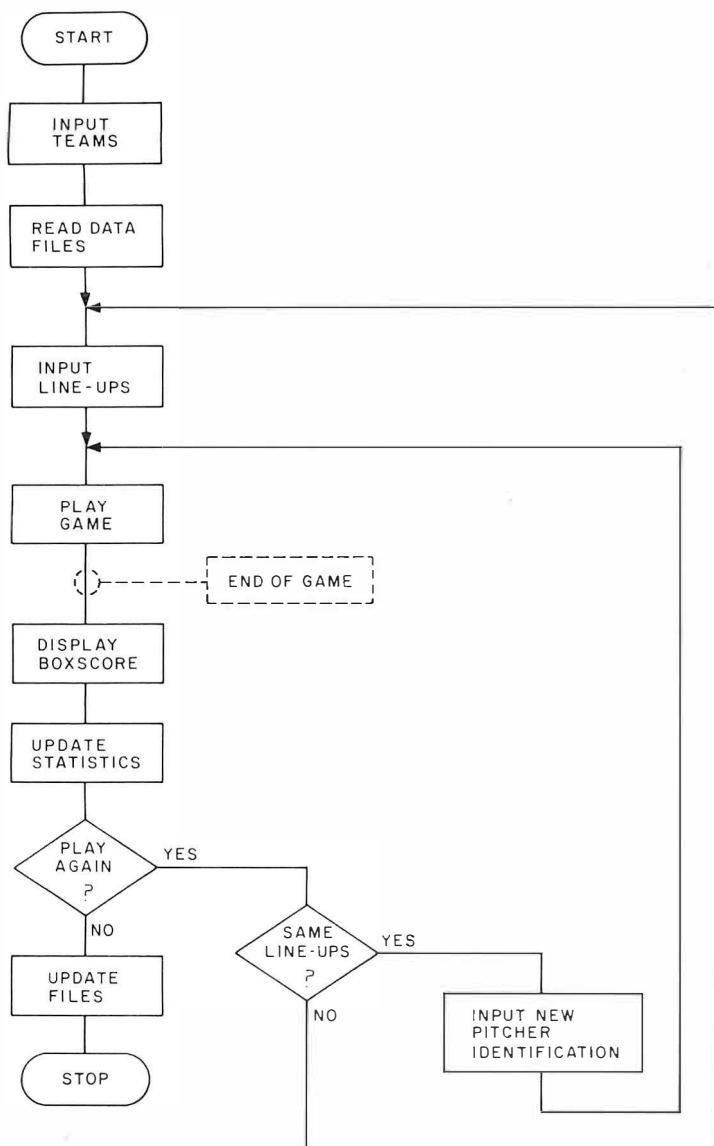 START
INPUT
TEAMS
READ DATA
FILES
INPUT
LINE-UPS
PLAY
GAME
END OF GAME
DISPLAY
BOXSCORE
UPDATE
STATISTICS
PLAY
AGAIN
?
YES
NO
SAME
LINE-UPS
?
YES
NO
UPDATE
FILES
INPUT NEW
PITCHER
IDENTIFICATION
STOP